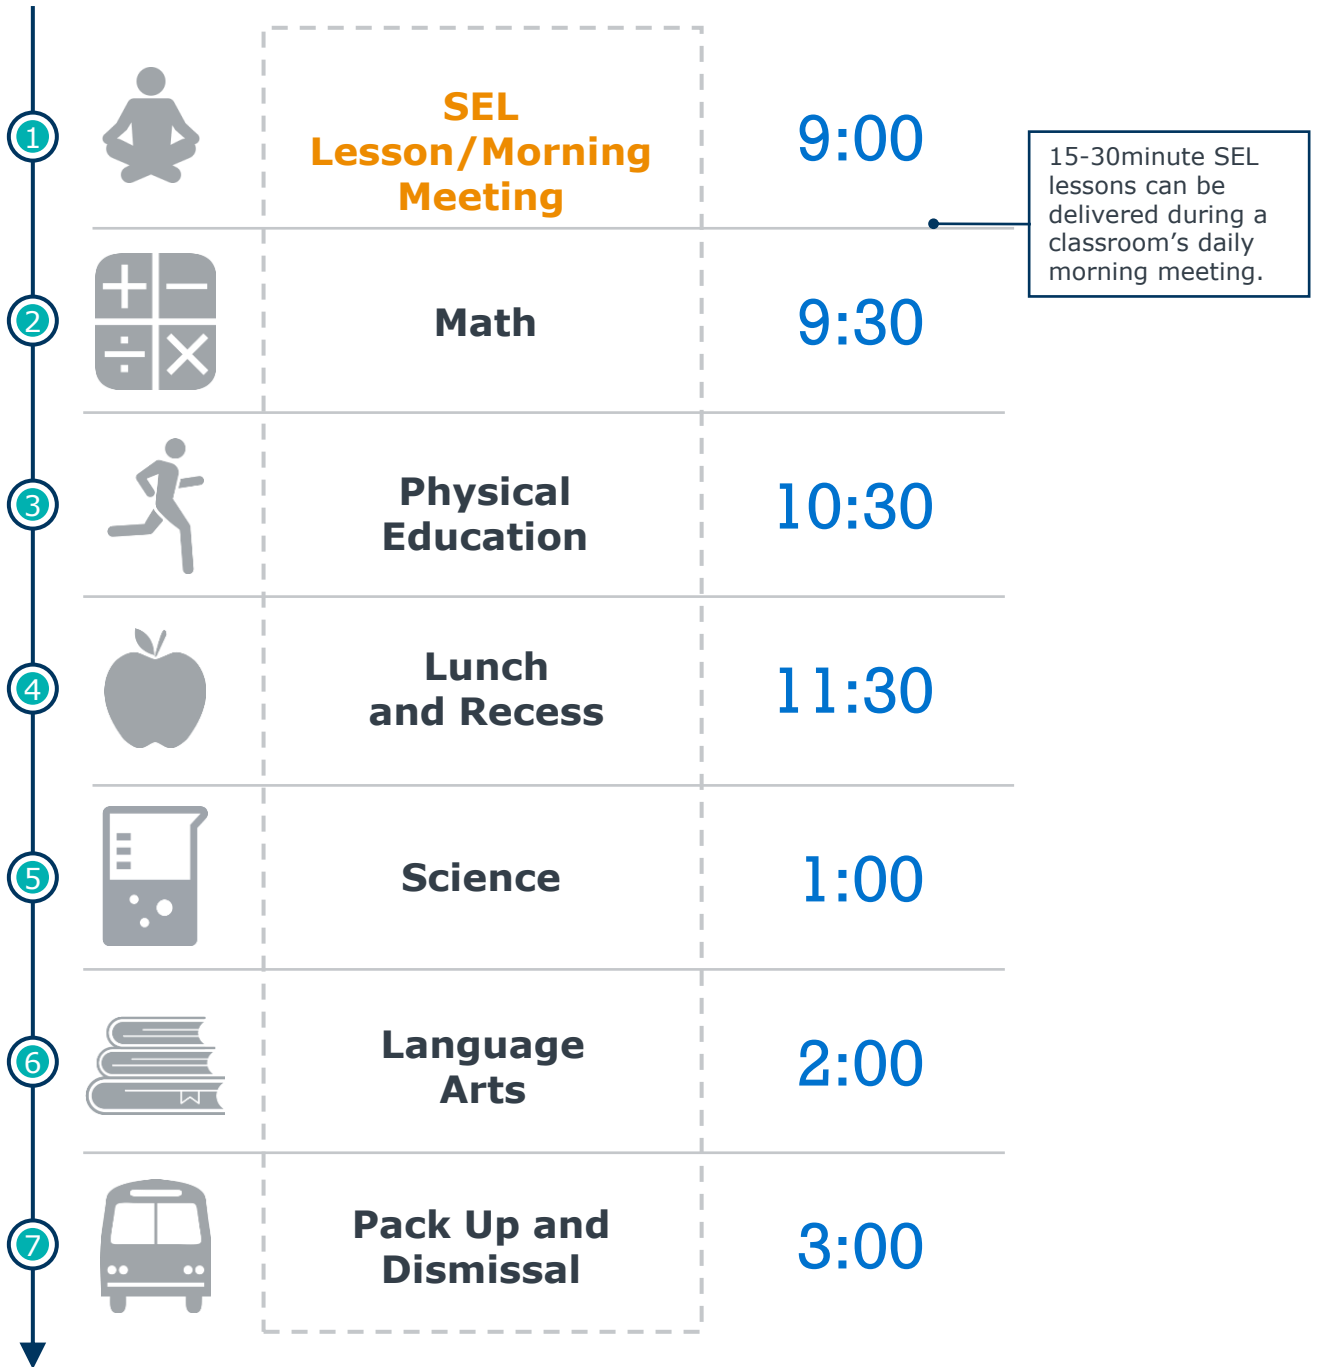 1
SEL
Lesson/Morning
Meeting
9:00
15-30minute SEL
lessons can be
delivered during a
classroom’s daily
morning meeting.
2
Math
9:30
3
Physical
Education
10:30
4
Lunch
and Recess
11:30
5
Science
1:00
6
Language
Arts
2:00
7
Pack Up and
Dismissal
3:00